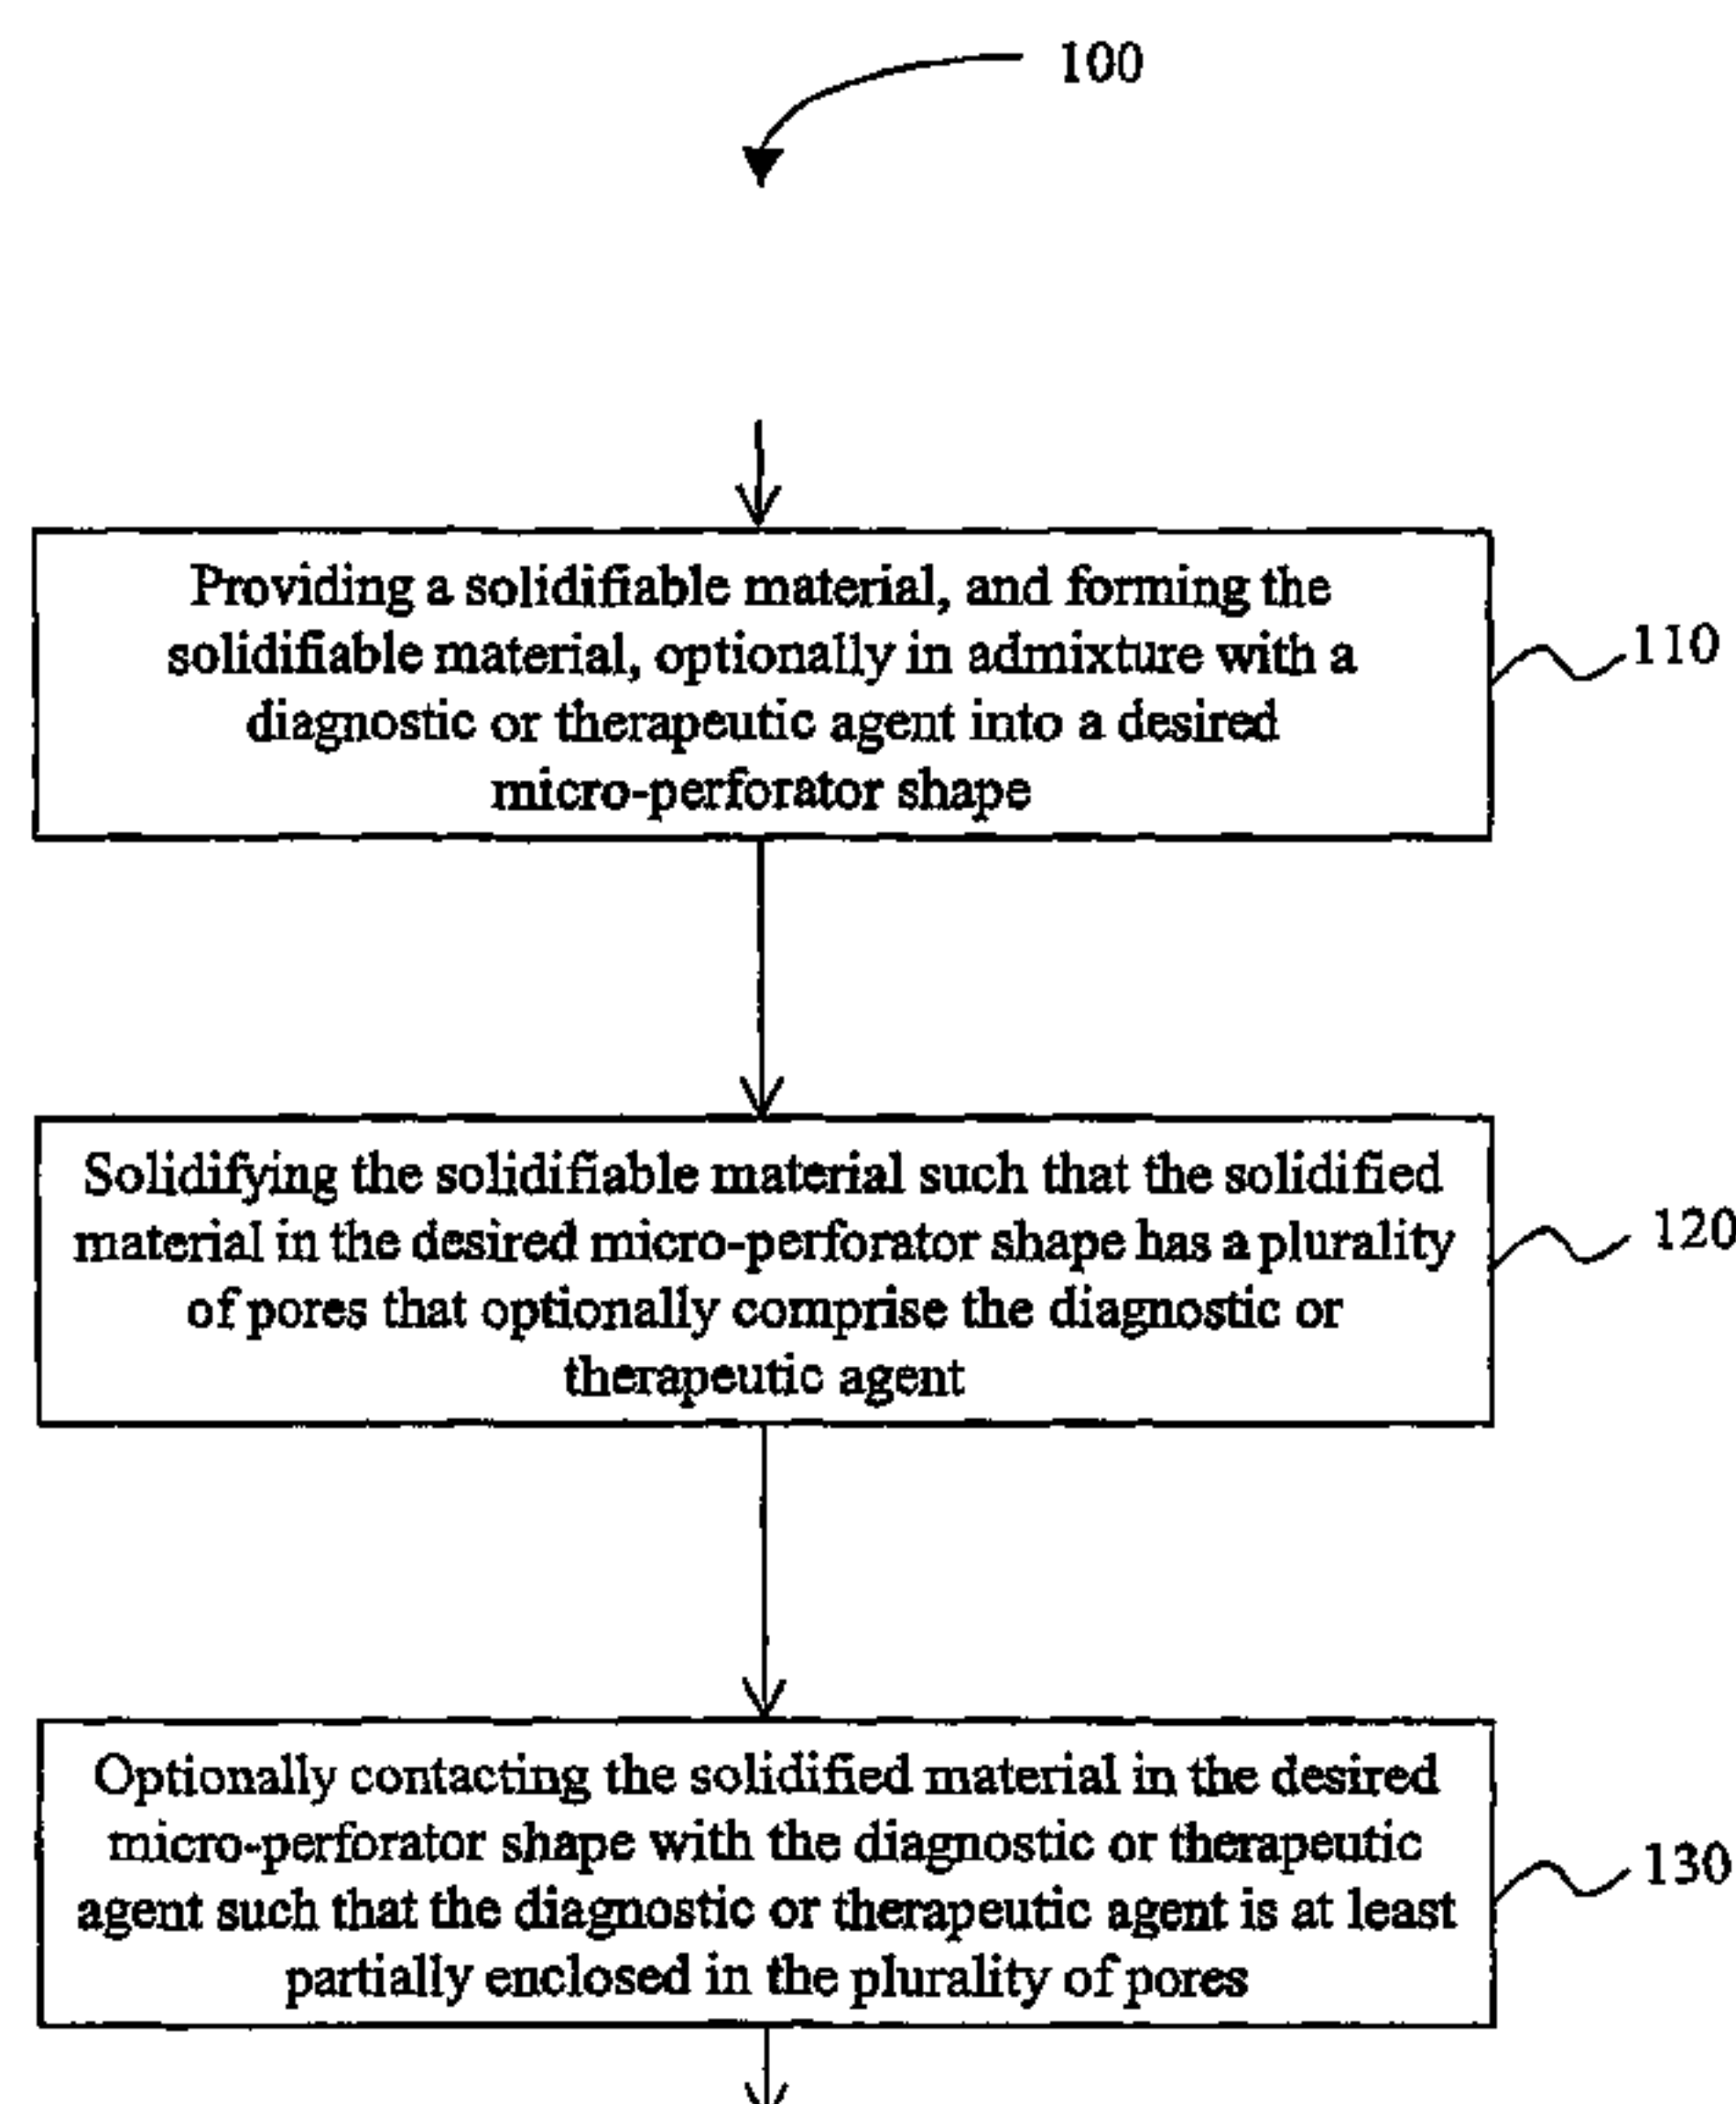 100
Providing a solidifiable material, and forming the
solidifiable material, optionally in admixture with a
diagnostic or therapeutic agent into a desired
micro-perforator shape
110
Solidifying the solidifiable material such that the solidified
material in the desired micro-perforator shape has a plurality
of pores that optionally comprise the diagnostic or
therapeutic agent
120
Optionally contacting the solidified material in the desired
micro-perforator shape with the diagnostic or therapeutic
agent such that the diagnostic or therapeutic agent is at least
partially enclosed in the plurality of pores
130